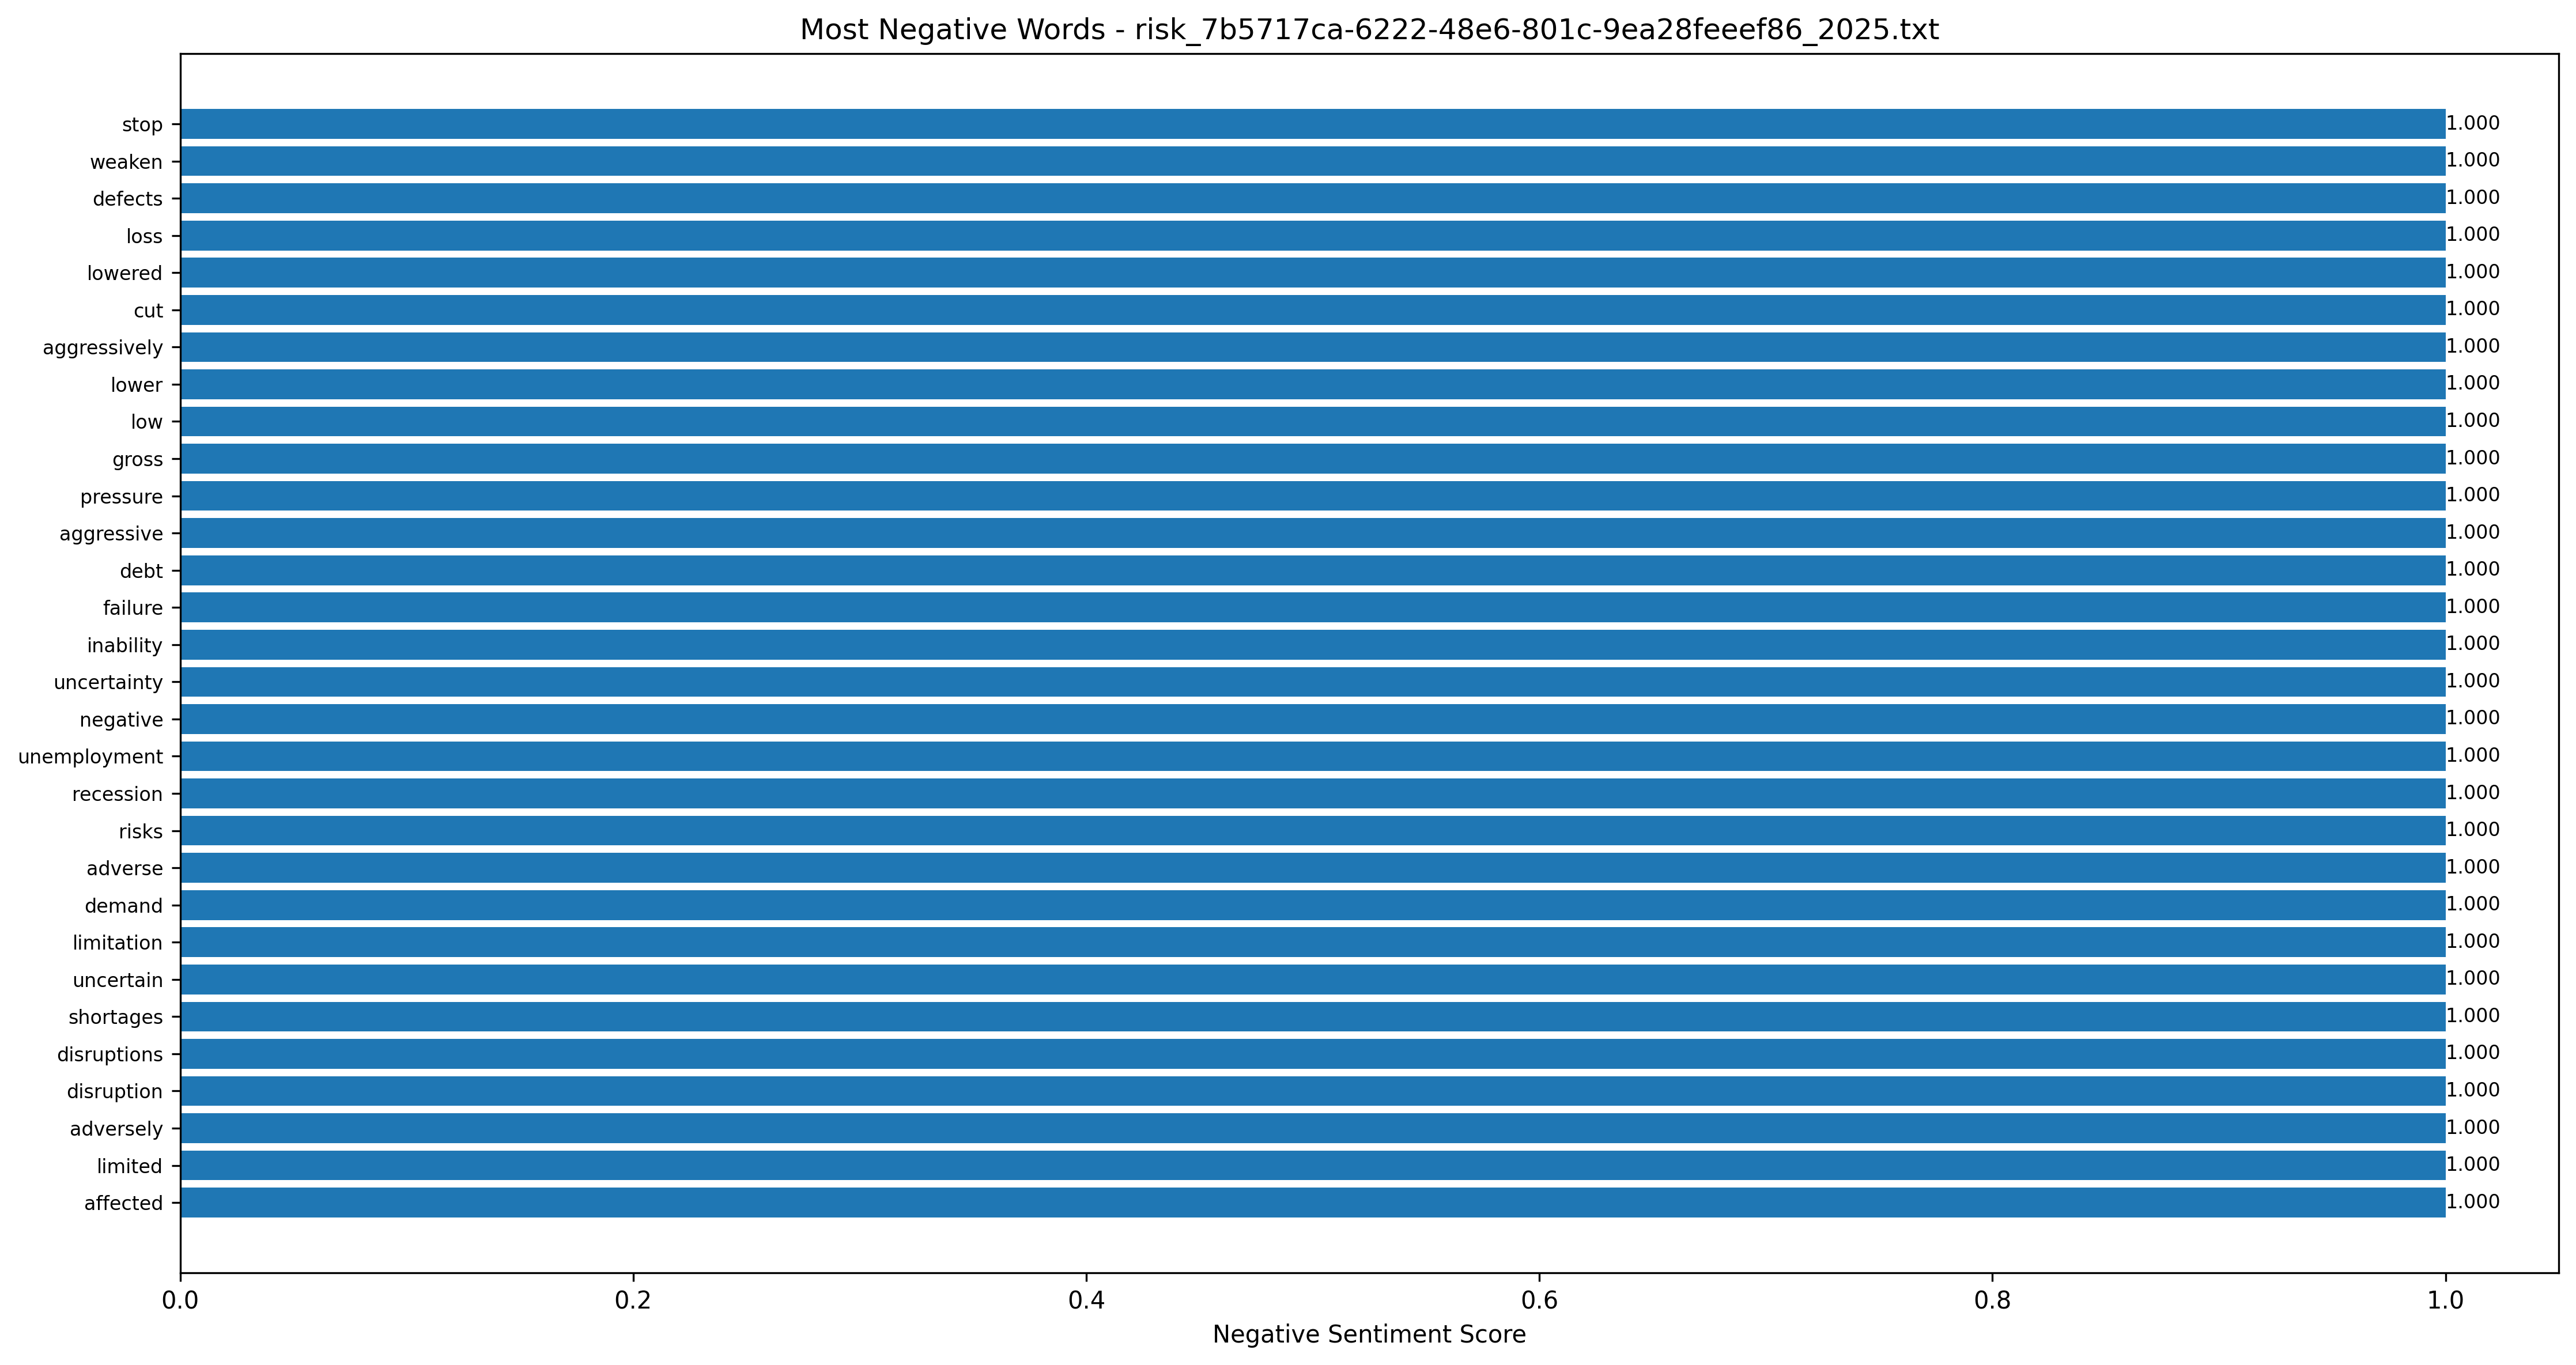 Most Negative Words - risk_7b5717ca-6222-48e6-801c-9ea28feeef86_2025.txt
stop 1.000
weaken 1.000
defects 1.000
loss 1.000
lowered 1.000
cut 1.000
aggressively 1.000
lower 1.000
low 1.000
gross 1.000
pressure 1.000
aggressive 1.000
debt 1.000
failure 1.000
inability 1.000
uncertainty 1.000
negative 1.000
unemployment 1.000
recession 1.000
risks 1.000
adverse 1.000
demand 1.000
limitation 1.000
uncertain 1.000
shortages 1.000
disruptions 1.000
disruption 1.000
adversely 1.000
limited 1.000
affected 1.000
0.0 0.2 0.4 0.6 0.8 1.0
Negative Sentiment Score